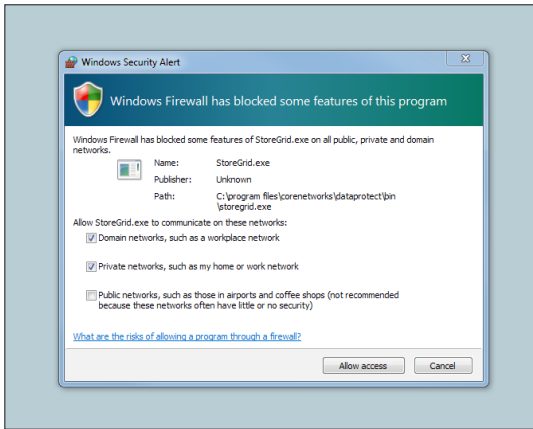 Windows Security Alert
Windows Firewall has blocked some features of this program
Windows Firewall has blocked some features of StoreGrid.exe on all public, private and domain
networks.
Name: StoreGrid.exe
Publisher: Unknown
Path: C:\program files\corenetworks\dataprotect\bin
\storegrid.exe
Allow StoreGrid.exe to communicate on these networks:
Domain networks, such as a workplace network
Private networks, such as my home or work network
Public networks, such as those in airports and coffee shops (not recommended
because these networks often have little or no security)
What are the risks of allowing a program through a firewall?
Allow access Cancel